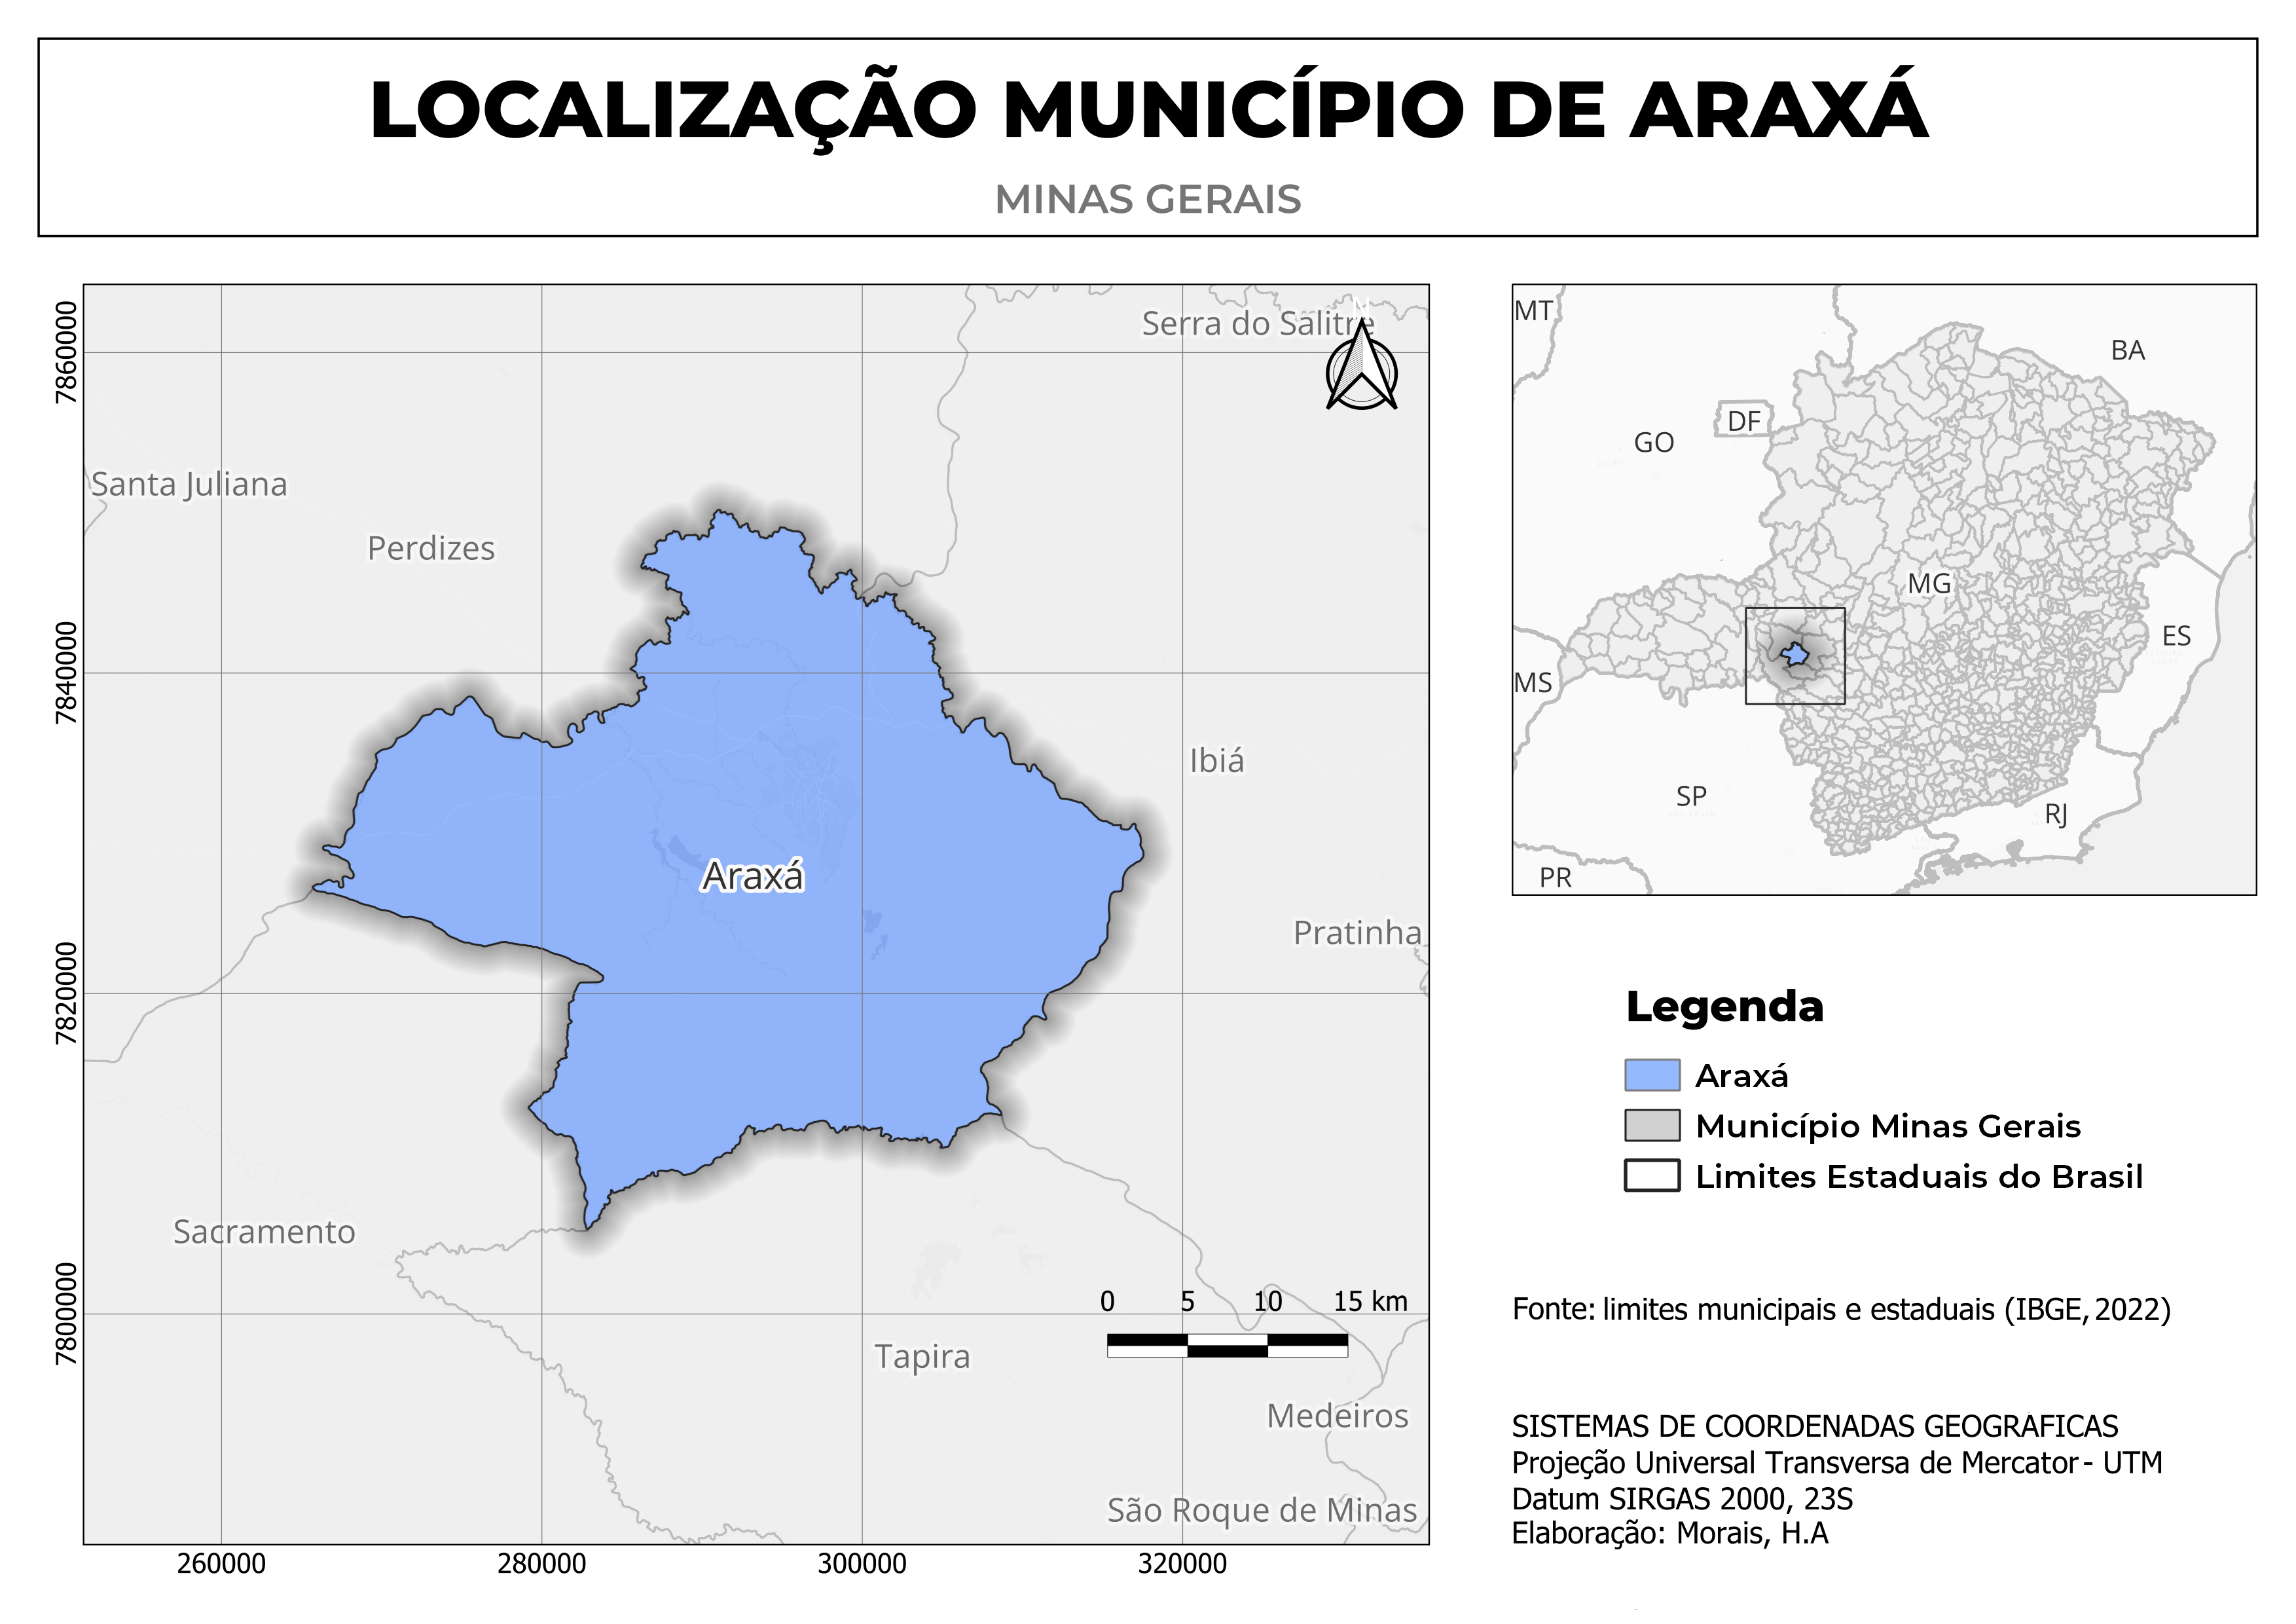 LOCALIZAÇÃO MUNICÍPIO DE ARAXÁ
MINAS GERAIS
7860000
7840000
7820000
7800000
260000
280000
300000
320000
N
Serra do Salitre
Santa Juliana
Perdizes
Ibiá
Araxá
Pratinha
Sacramento
0 5 10 15 km
Tapira
Medeiros
São Roque de Minas
MT
BA
DF
GO
MG
ES
MS
SP
RJ
PR
Legenda
Araxá
Município Minas Gerais
Limites Estaduais do Brasil
Fonte: limites municipais e estaduais (IBGE, 2022)
SISTEMAS DE COORDENADAS GEOGRÁFICAS
Projeção Universal Transversa de Mercator - UTM
Datum SIRGAS 2000, 23S
Elaboração: Morais, H.A